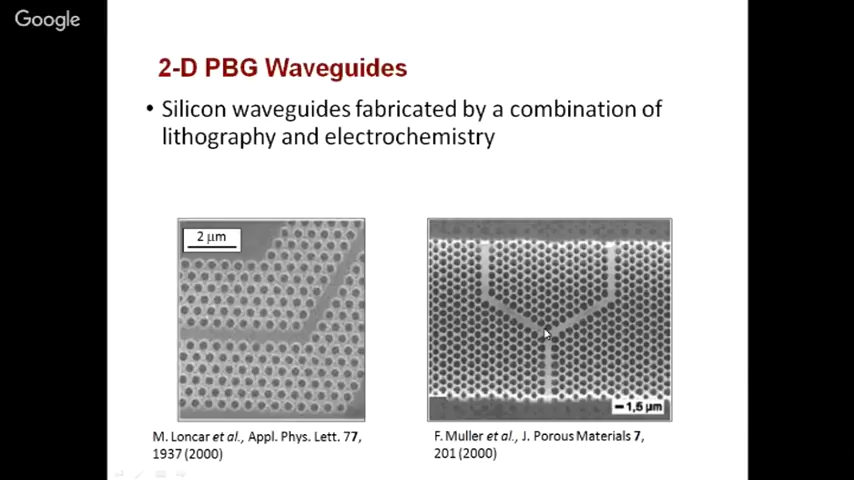 Google
2-D PBG Waveguides
• Silicon waveguides fabricated by a combination of
lithography and electrochemistry
2 μm
1,5 μm
M. Loncar et al., Appl. Phys. Lett. 77,
1937 (2000)
F. Muller et al., J. Porous Materials 7,
201 (2000)